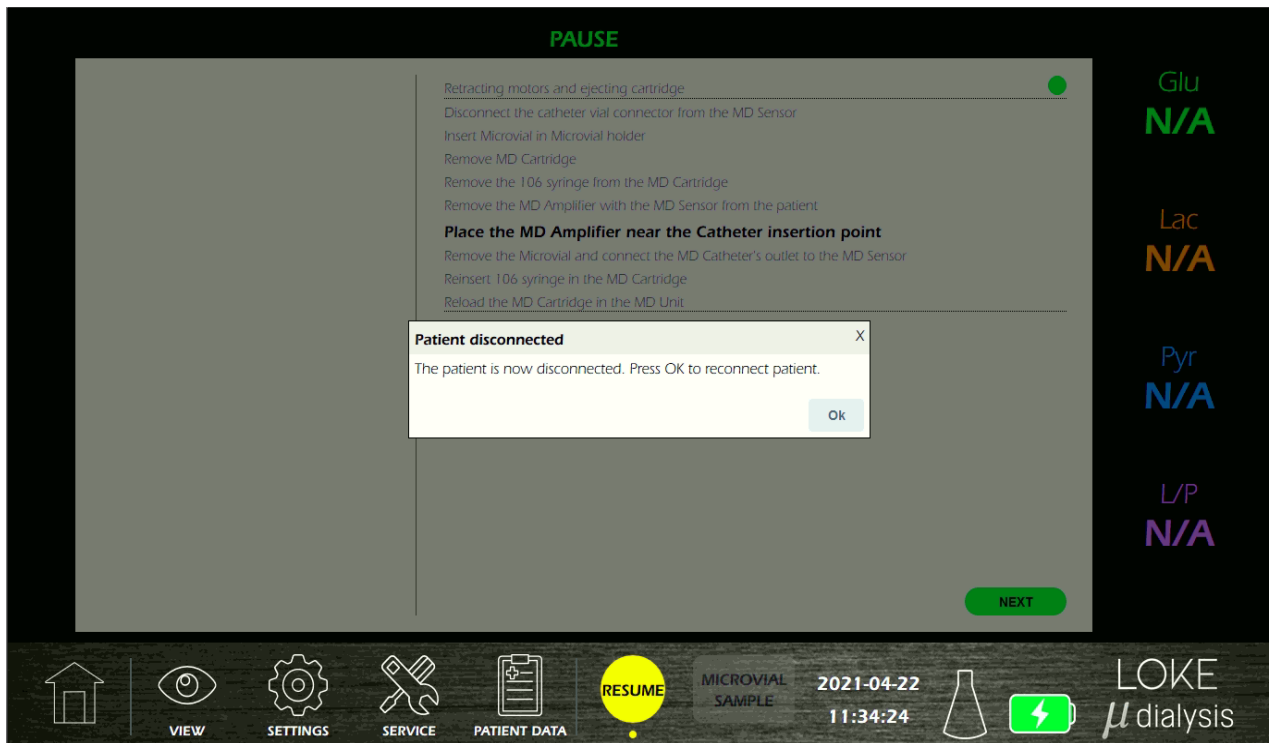 PAUSE
Retracting motors and ejecting cartridge
Disconnect the catheter vial connector from the MD Sensor
Insert Microvial in Microvial holder
Remove MD Cartridge
Remove the 106 syringe from the MD Cartridge
Remove the MD Amplifier with the MD Sensor from the patient
Place the MD Amplifier near the Catheter insertion point
Remove the Microvial and connect the MD Catheter's outlet to the MD Sensor
Reinsert 106 syringe in the MD Cartridge
Reload the MD Cartridge in the MD Unit
Patient disconnected X
The patient is now disconnected. Press OK to reconnect patient.
Ok
NEXT
Glu
N/A
Lac
N/A
Pyr
N/A
L/P
N/A
VIEW
SETTINGS
SERVICE
PATIENT DATA
RESUME
MICROVIAL
SAMPLE
2021-04-22
11:34:24
LOKE
μ dialysis